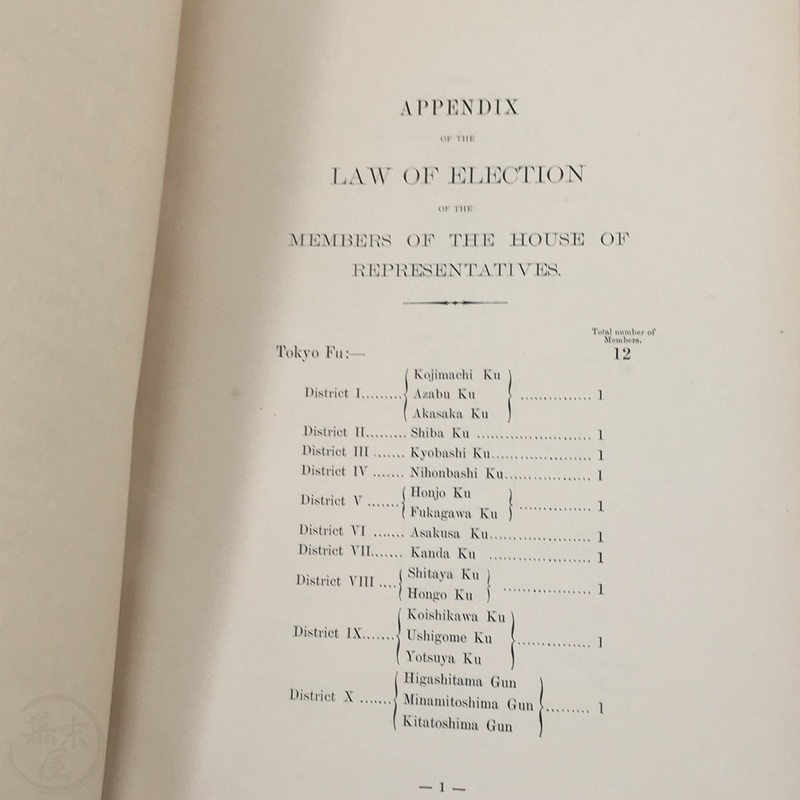 APPENDIX
OF THE
LAW OF ELECTION
OF THE
MEMBERS OF THE HOUSE OF
REPRESENTATIVES.
Total number of
Members.
Tokyo Fu:— 12
Kojimachi Ku
District I......... Azabu Ku ................ 1
Akasaka Ku
District II......... Shiba Ku ......................... 1
District III ....... Kyobashi Ku...................... 1
District IV ....... Nihonbashi Ku.................... 1
Honjo Ku
District V ....... ................ 1
Fukagawa Ku
District VI ....... Asakusa Ku...................... 1
District VII....... Kanda Ku ...................... 1
Shitaya Ku
District VIII .... ................... 1
Hongo Ku
Koishikawa Ku
District IX....... Ushigome Ku ................ 1
Yotsuya Ku
Higashitama Gun
District X ....... Minamitoshima Gun ......... 1
Kitatoshima Gun
— 1 —
幕末屋